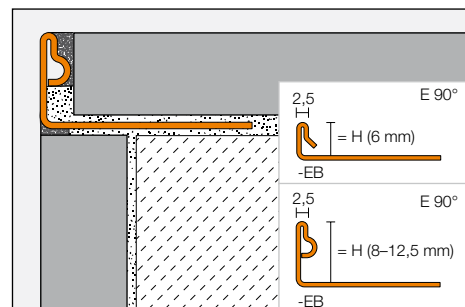 2,5
E 90°
= H (6 mm)
-EB
2,5
E 90°
= H (8–12,5 mm)
-EB